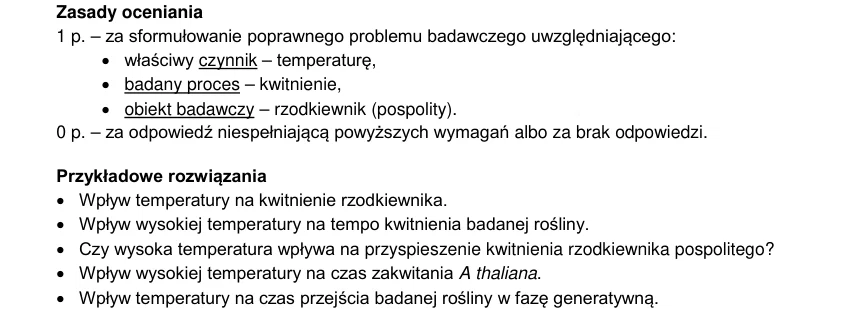 Zasady oceniania
1 p. – za sformułowanie poprawnego problemu badawczego uwzględniającego:
• właściwy czynnik – temperaturę,
• badany proces – kwitnienie,
• obiekt badawczy – rzodkiewnik (pospolity).
0 p. – za odpowiedź niespełniającą powyższych wymagań albo za brak odpowiedzi.
Przykładowe rozwiązania
• Wpływ temperatury na kwitnienie rzodkiewnika.
• Wpływ wysokiej temperatury na tempo kwitnienia badanej rośliny.
• Czy wysoka temperatura wpływa na przyspieszenie kwitnienia rzodkiewnika pospolitego?
• Wpływ wysokiej temperatury na czas zakwitania A thaliana.
• Wpływ temperatury na czas przejścia badanej rośliny w fazę generatywną.